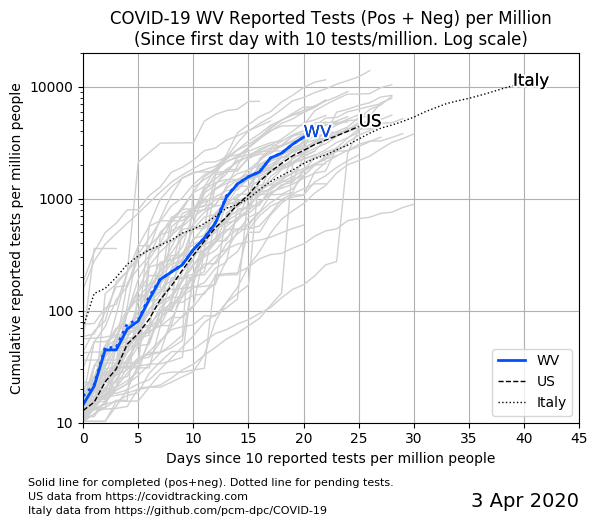 COVID-19 WV Reported Tests (Pos + Neg) per Million
(Since first day with 10 tests/million. Log scale)
Cumulative reported tests per million people
10000
1000
100
10
Italy
US
WV
WV
US
Italy
0 5 10 15 20 25 30 35 40 45
Days since 10 reported tests per million people
Solid line for completed (pos+neg). Dotted line for pending tests.
US data from https://covidtracking.com
Italy data from https://github.com/pcm-dpc/COVID-19
3 Apr 2020